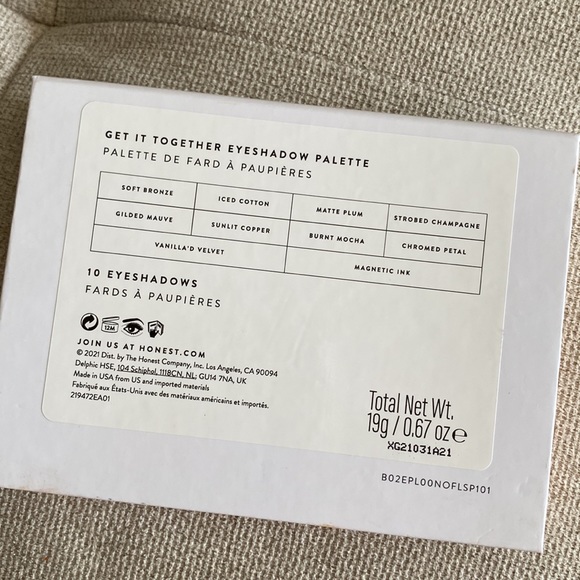 GET IT TOGETHER EYESHADOW PALETTE
PALETTE DE FARD À PAUPIÈRES
SOFT BRONZE ICED COTTON MATTE PLUM STROBED CHAMPAGNE
GILDED MAUVE SUNLIT COPPER BURNT MOCHA CHROMED PETAL
VANILLA'D VELVET MAGNETIC INK
10 EYESHADOWS
FARDS À PAUPIÈRES
12M
JOIN US AT HONEST.COM
© 2021 Dist. by The Honest Company, Inc. Los Angeles, CA 90094
Delphic HSE, 104 Schiphol, 1118CN, NL; GU14 7NA, UK
Made in USA from US and imported materials
Fabriqué aux États-Unis avec des matériaux américains et importés.
219472EA01
Total Net Wt.
19g / 0.67 oz e
XG21031A21
B02EPL00NOFLSP101